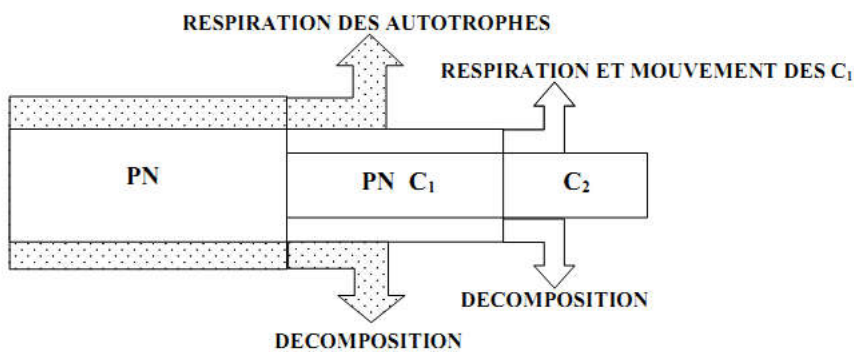 RESPIRATION DES AUTOTROPHES
RESPIRATION ET MOUVEMENT DES C₁
PN
PN C₁
C₂
DECOMPOSITION
DECOMPOSITION